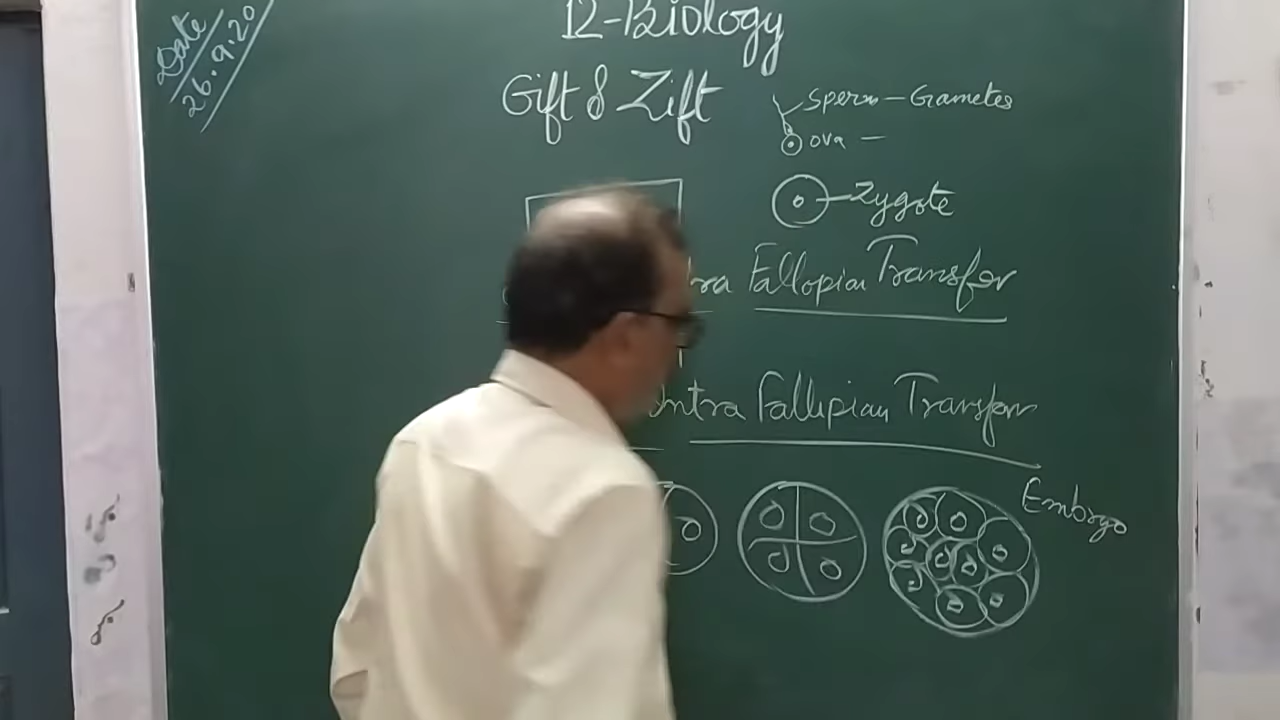 Date
26.9.20
12-Biology
Gift & Zift
Sperm - Gametes
Ova -
Zygote
Fallopian Transfer
Intra Fallipian Transfer
Embryo